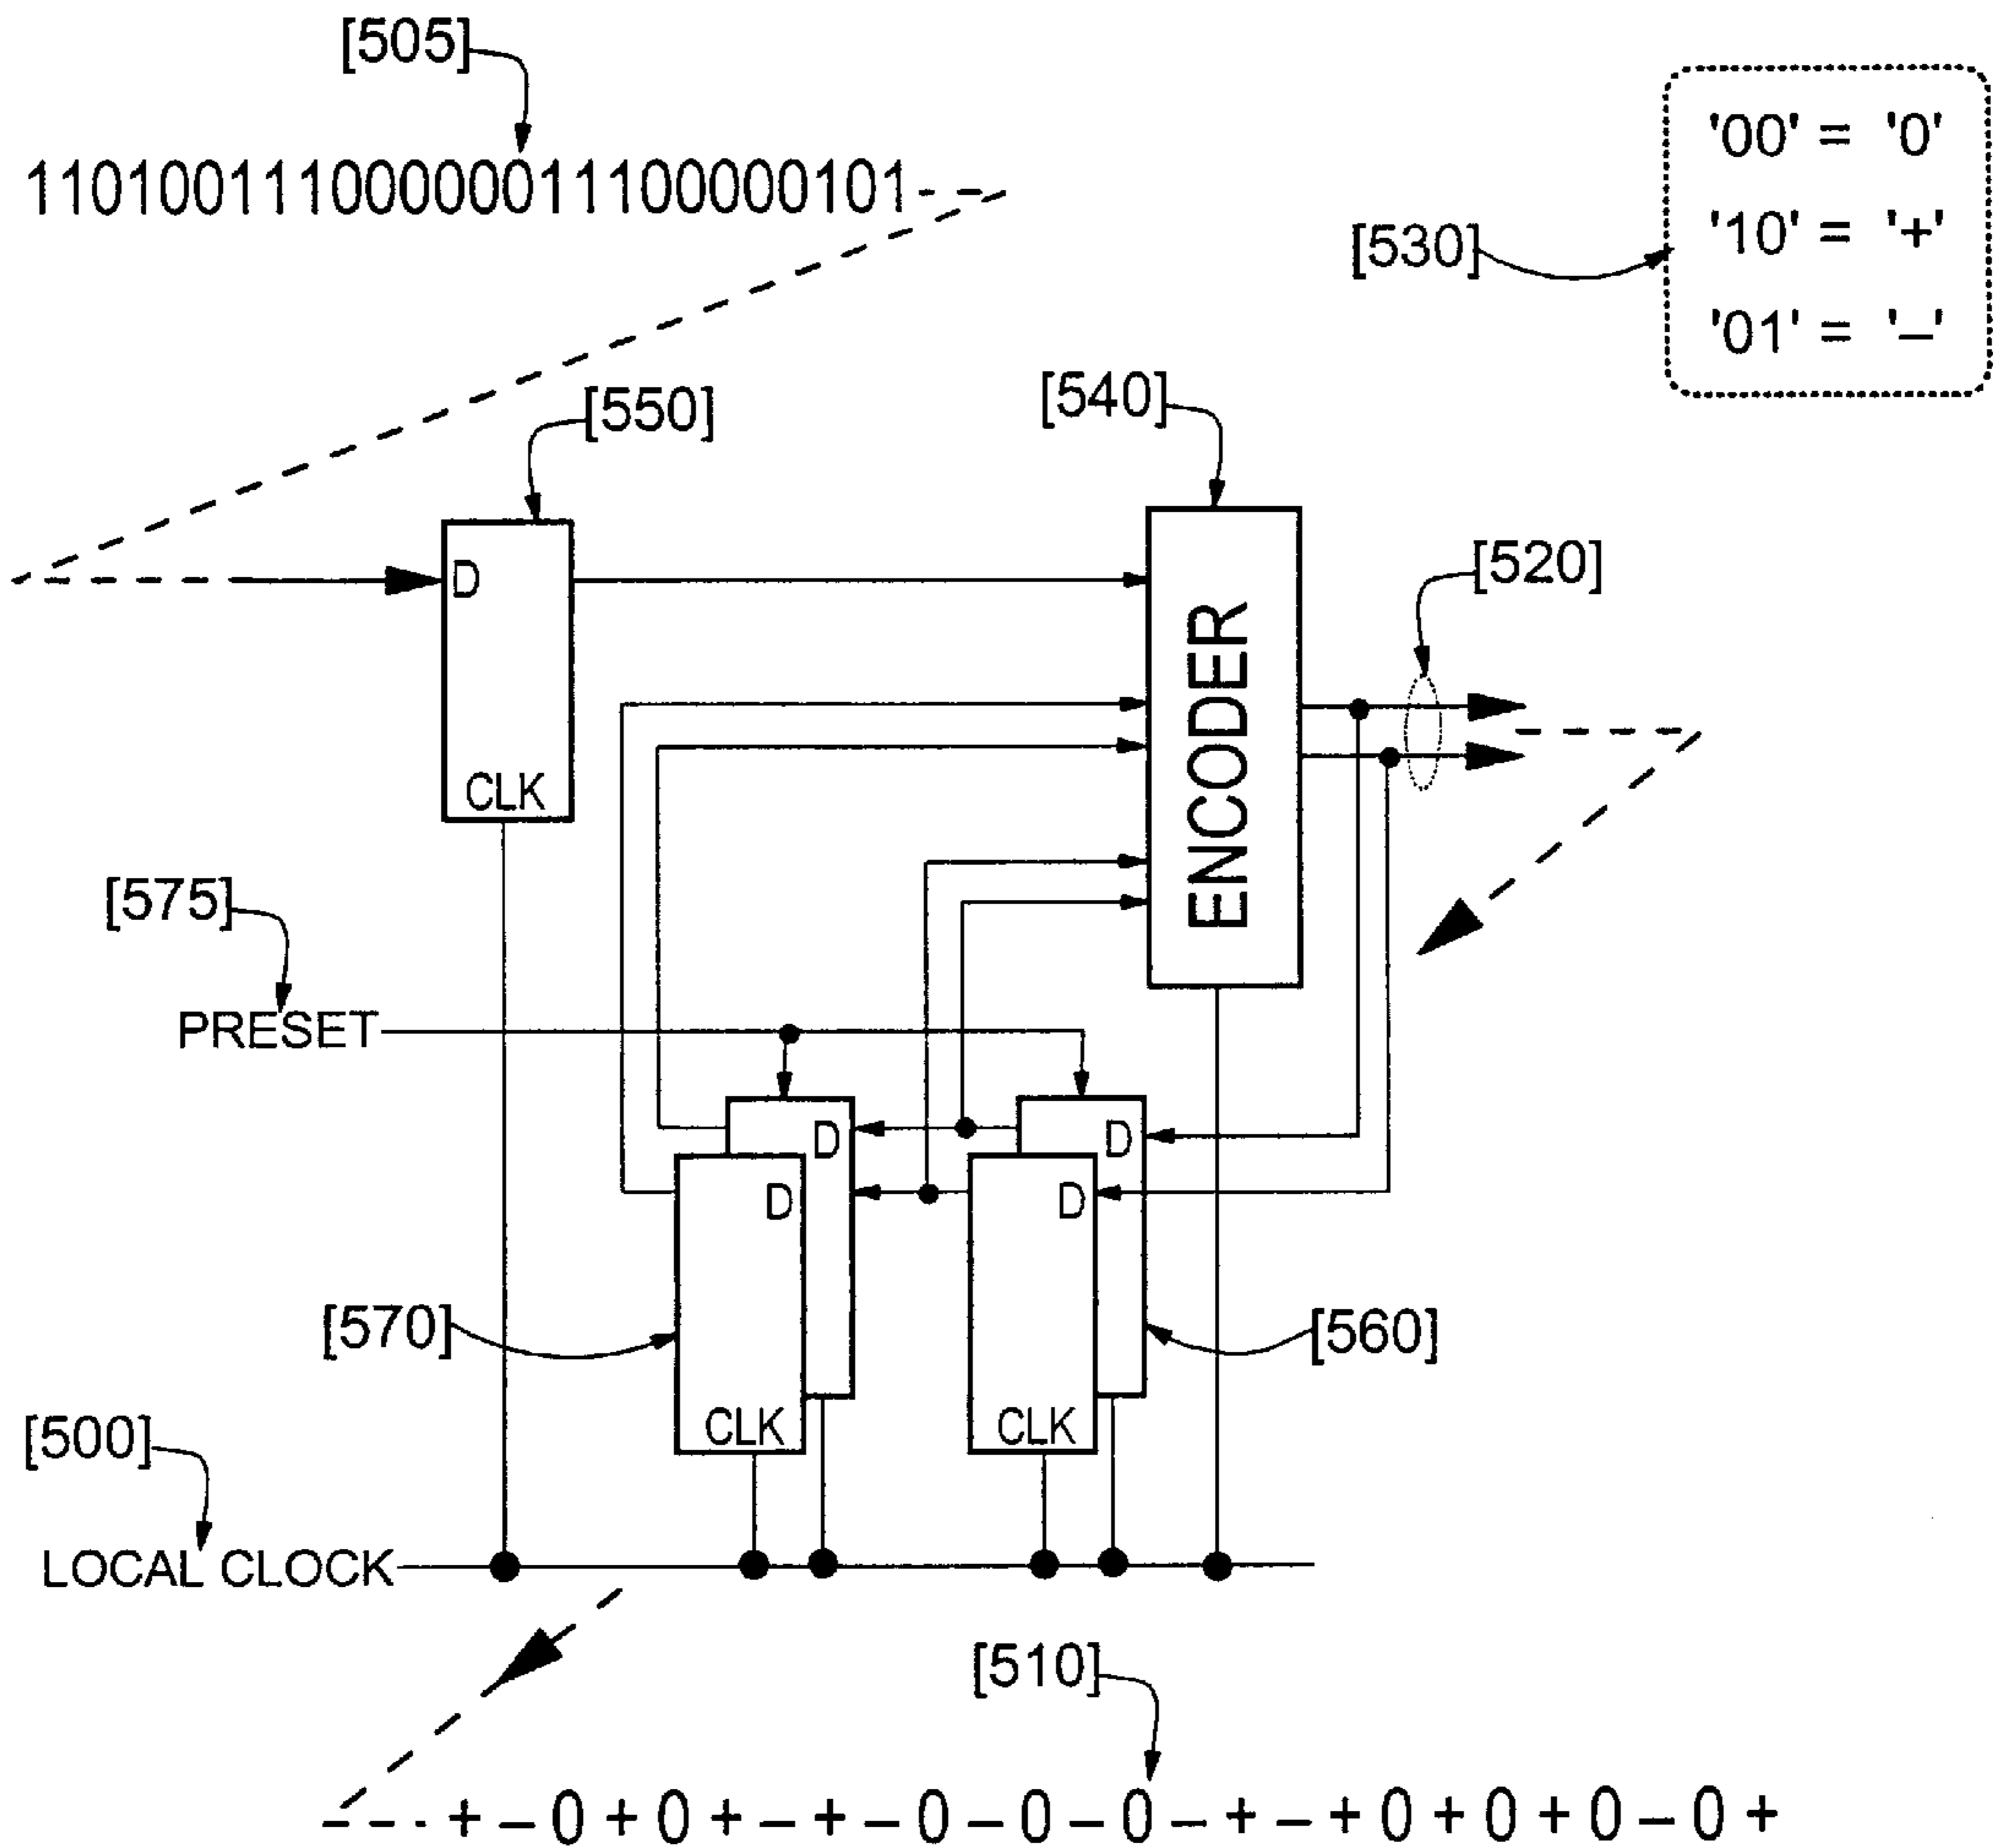 [505]
11010011100000011100000101
'00' = '0'
'10' = '+'
'01' = '–'
[530]
[550]
[540]
[520]
D
CLK
ENCODER
[575]
PRESET
D
D
D
D
[570]
[560]
CLK
CLK
[500]
LOCAL CLOCK
[510]
+ – 0 + 0 + – + – 0 – 0 – 0 – + – + 0 + 0 + 0 – 0 +